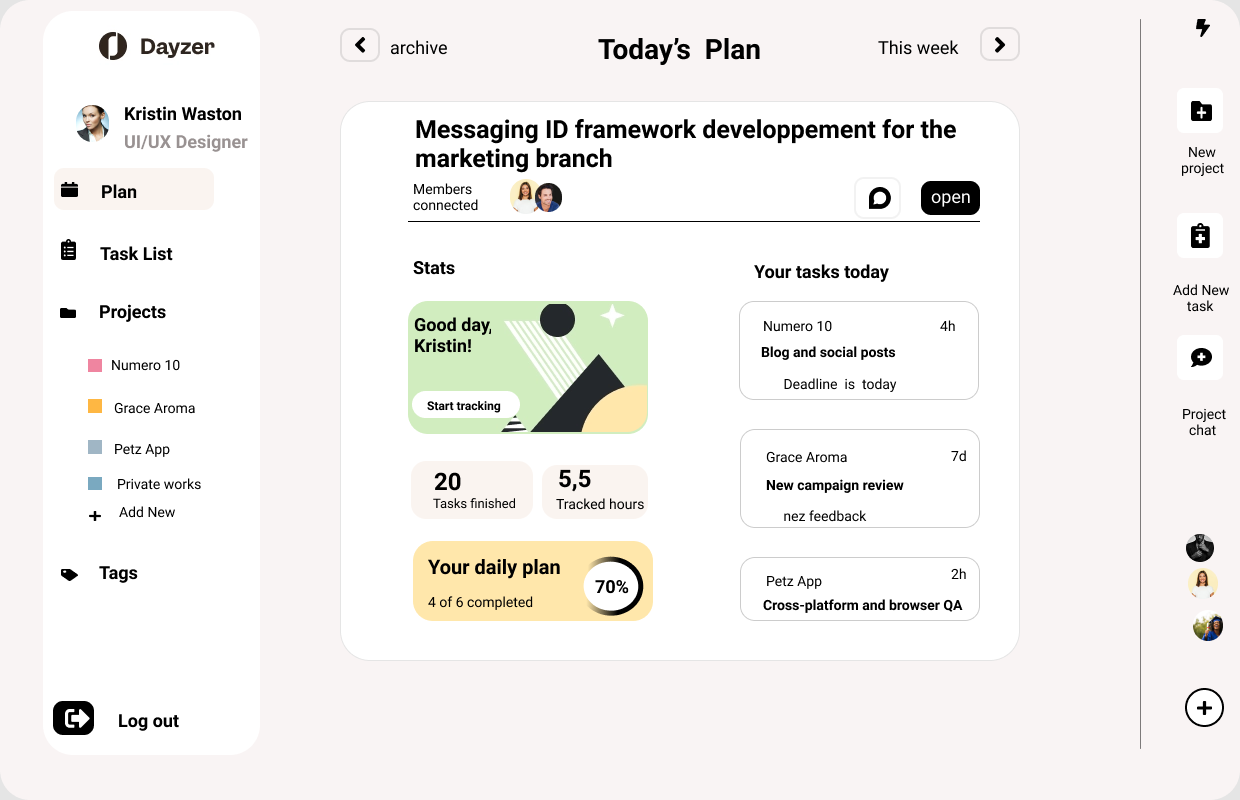 Dayzer
Kristin Waston
UI/UX Designer
Plan
Task List
Projects
Numero 10
Grace Aroma
Petz App
Private works
Add New
Tags
Log out
archive
Today’s Plan
This week
Messaging ID framework developpement for the
marketing branch
Members
connected
open
Stats
Good day,
Kristin!
Start tracking
20
Tasks finished
5,5
Tracked hours
Your daily plan
4 of 6 completed
70%
Your tasks today
Numero 10
4h
Blog and social posts
Deadline is today
Grace Aroma
7d
New campaign review
nez feedback
Petz App
2h
Cross-platform and browser QA
New
project
Add New
task
Project
chat